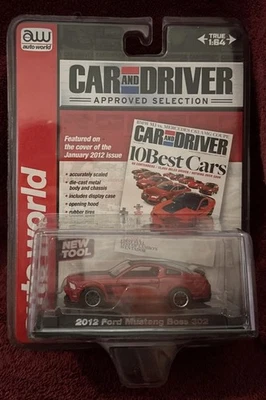 aw
auto world
TRUE
1:64
CAR AND DRIVER
APPROVED SELECTION
Featured on
the cover of the
January 2012 Issue
• accurately scaled
• die-cast metal
body and chassis
• includes display case
• opening hood
• rubber tires
CAR AND DRIVER
10Best Cars
auto world
NEW
TOOL
2012 Ford Mustang Boss 302